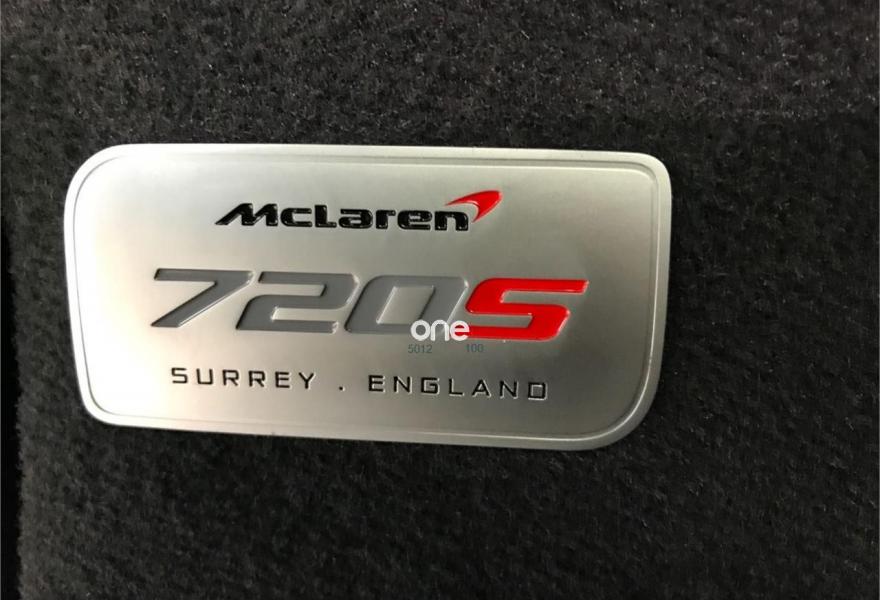 McLaren
720S
one
5012 100
SURREY . ENGLAND